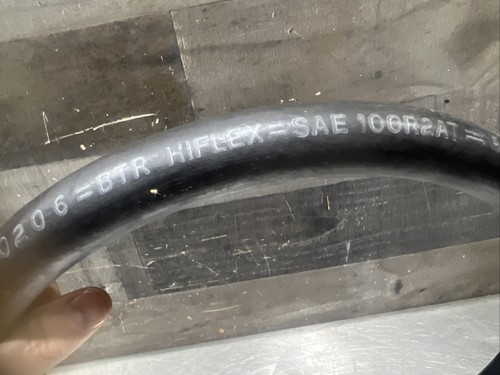 0206=BTR HIFLEX=SAE 100R2AT=